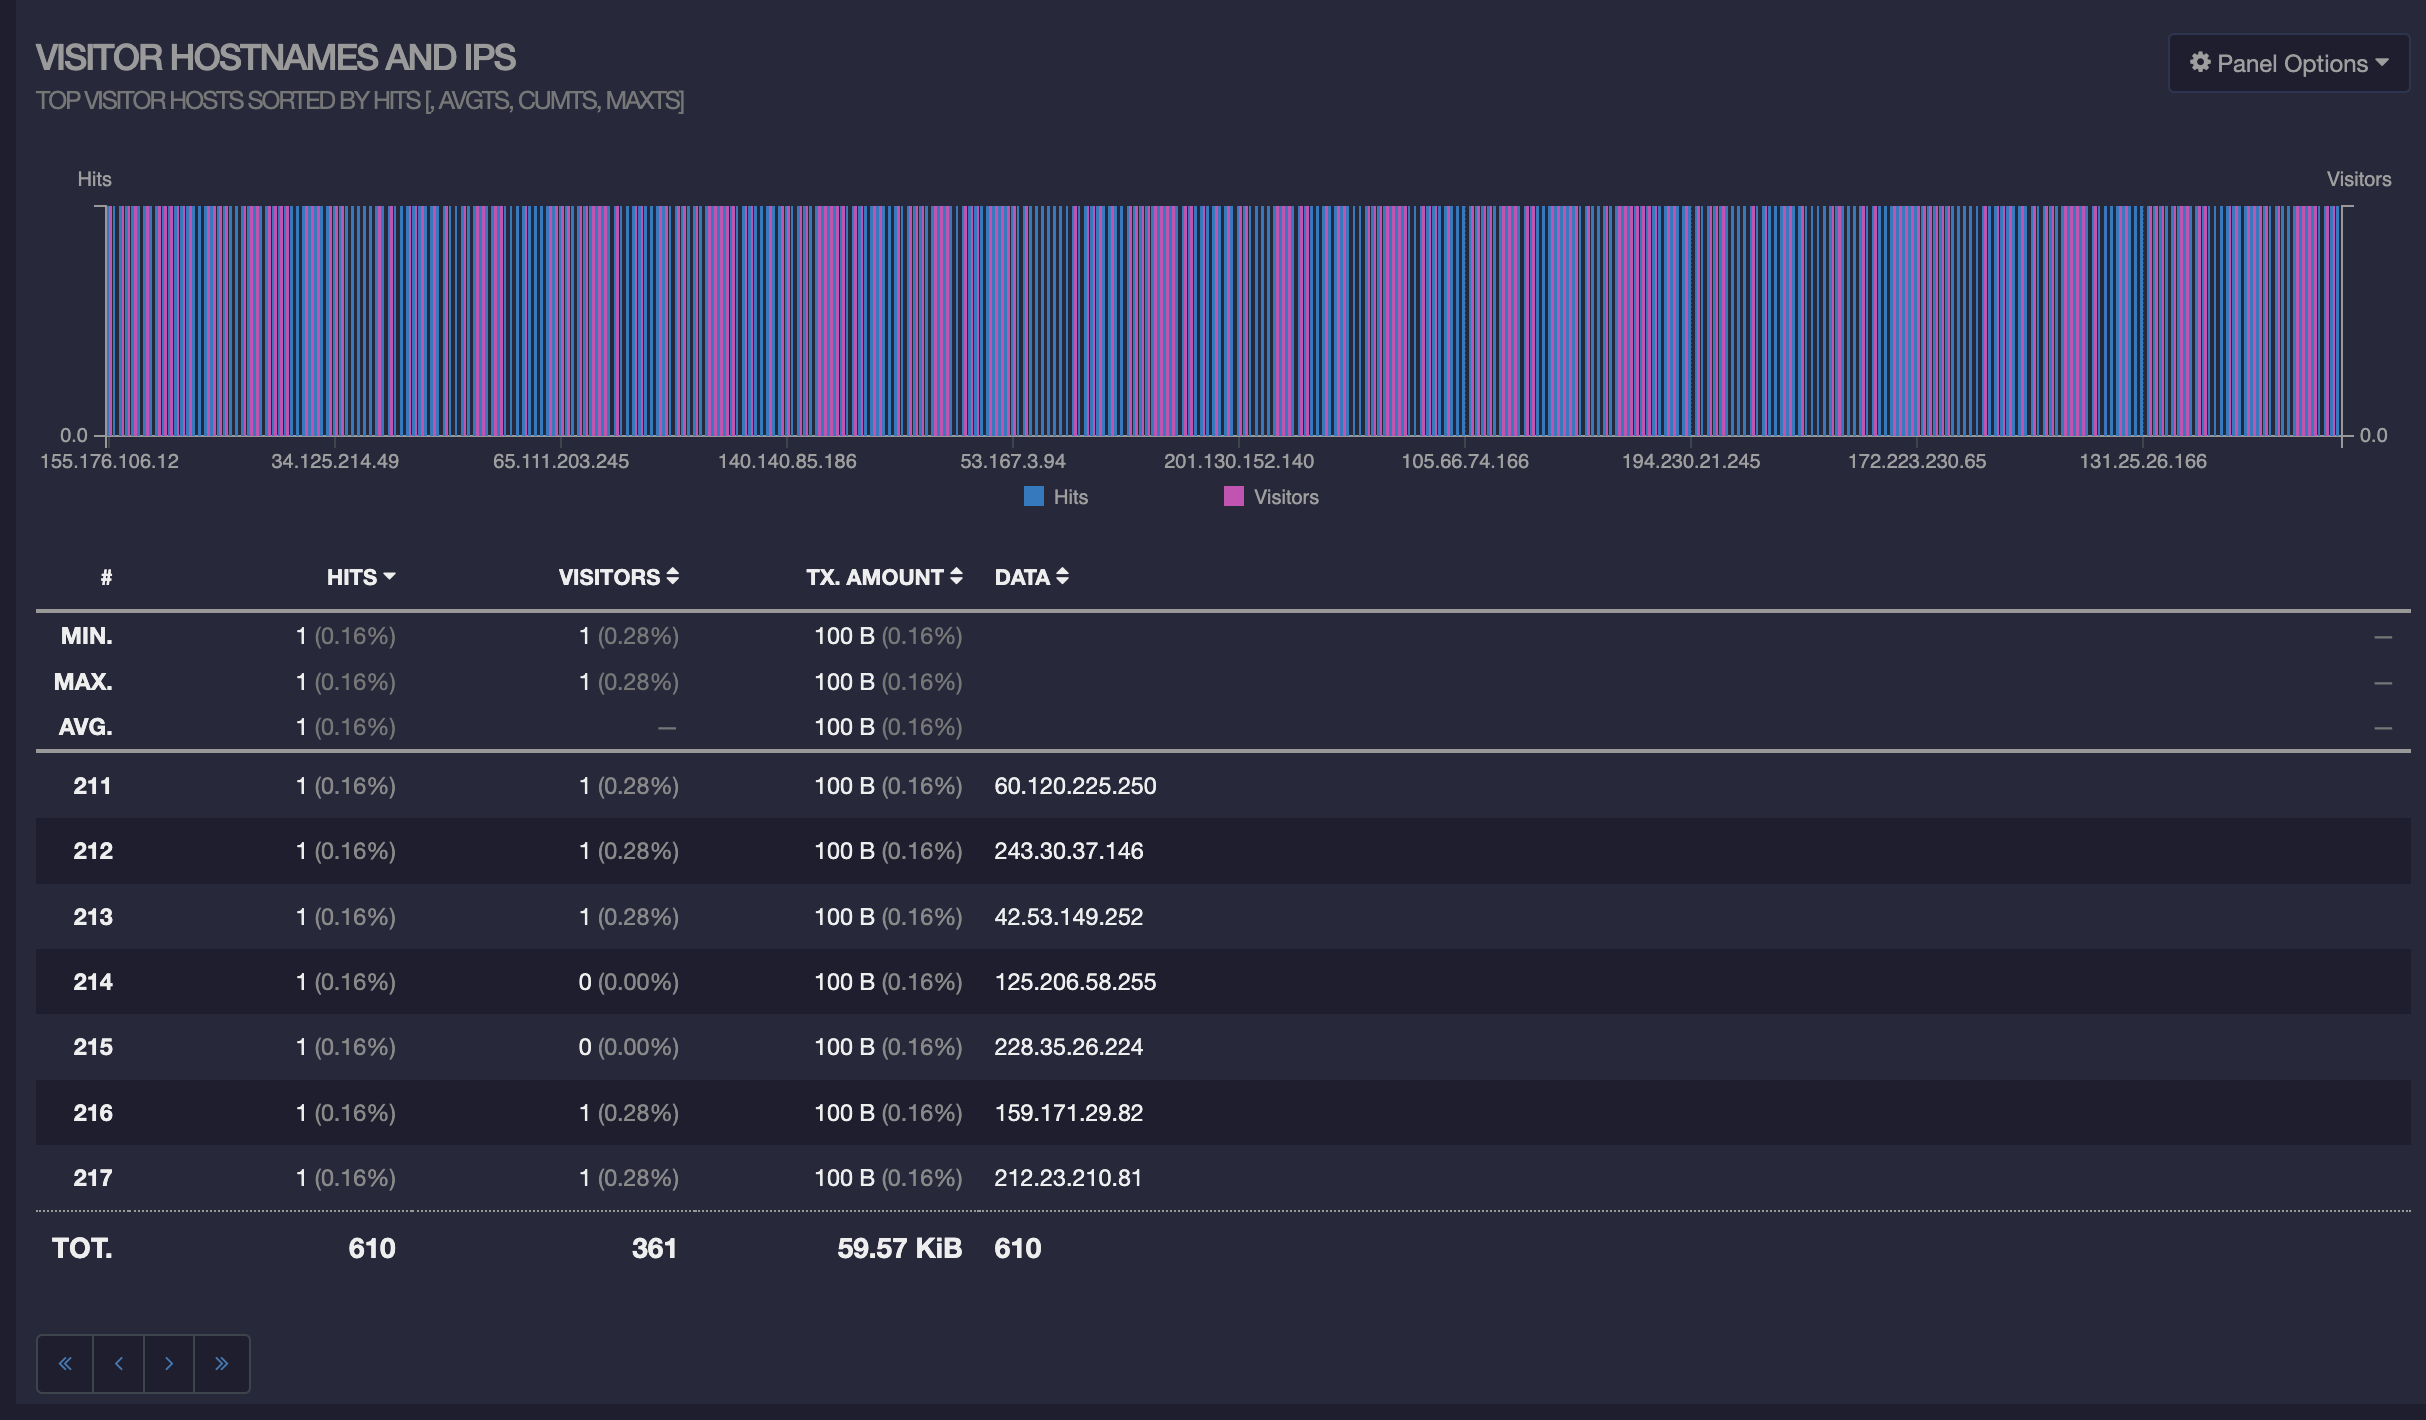 VISITOR HOSTNAMES AND IPS
Panel Options
TOP VISITOR HOSTS SORTED BY HITS [, AVGTS, CUMTS, MAXTS]
Hits Visitors
0.0 0.0
155.176.106.12 34.125.214.49 65.111.203.245 140.140.85.186 53.167.3.94 201.130.152.140 105.66.74.166 194.230.21.245 172.223.230.65 131.25.26.166
Hits Visitors
# HITS VISITORS TX. AMOUNT DATA
MIN. 1 (0.16%) 1 (0.28%) 100 B (0.16%) —
MAX. 1 (0.16%) 1 (0.28%) 100 B (0.16%) —
AVG. 1 (0.16%) — 100 B (0.16%) —
211 1 (0.16%) 1 (0.28%) 100 B (0.16%) 60.120.225.250
212 1 (0.16%) 1 (0.28%) 100 B (0.16%) 243.30.37.146
213 1 (0.16%) 1 (0.28%) 100 B (0.16%) 42.53.149.252
214 1 (0.16%) 0 (0.00%) 100 B (0.16%) 125.206.58.255
215 1 (0.16%) 0 (0.00%) 100 B (0.16%) 228.35.26.224
216 1 (0.16%) 1 (0.28%) 100 B (0.16%) 159.171.29.82
217 1 (0.16%) 1 (0.28%) 100 B (0.16%) 212.23.210.81
TOT. 610 361 59.57 KiB 610
« ‹ › »